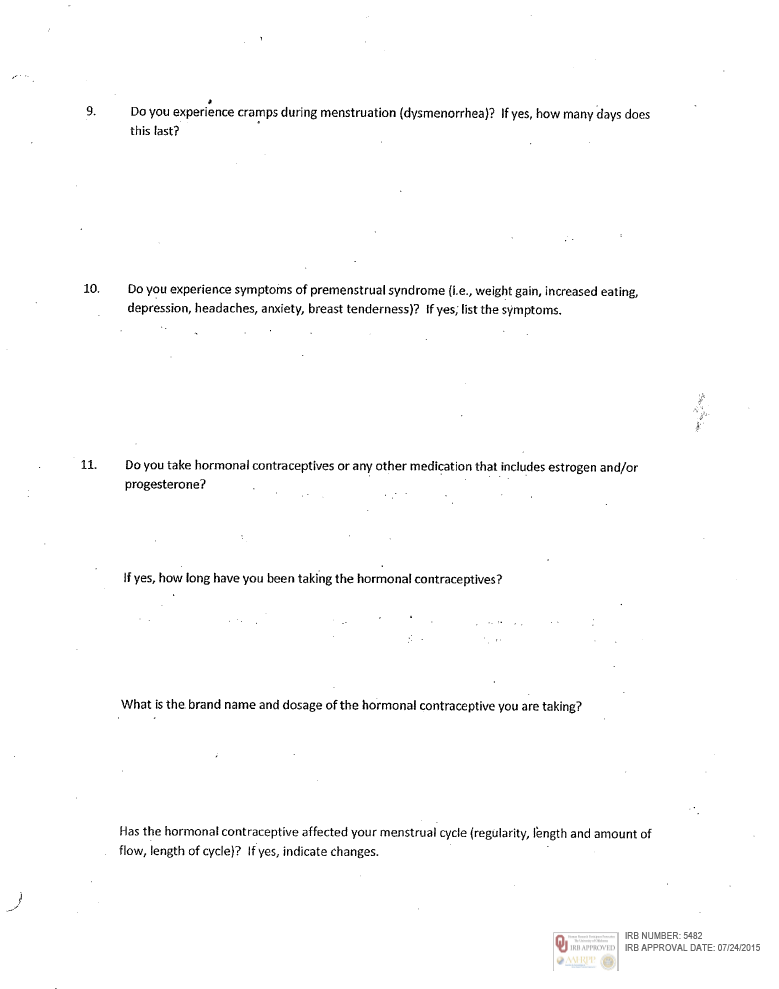 9. Do you experience cramps during menstruation (dysmenorrhea)? If yes, how many days does
this last?
10. Do you experience symptoms of premenstrual syndrome (i.e., weight gain, increased eating,
depression, headaches, anxiety, breast tenderness)? If yes, list the symptoms.
11. Do you take hormonal contraceptives or any other medication that includes estrogen and/or
progesterone?
If yes, how long have you been taking the hormonal contraceptives?
What is the brand name and dosage of the hormonal contraceptive you are taking?
Has the hormonal contraceptive affected your menstrual cycle (regularity, length and amount of
flow, length of cycle)? If yes, indicate changes.
IRB APPROVED
AAHRPP
IRB NUMBER: 5482
IRB APPROVAL DATE: 07/24/2015